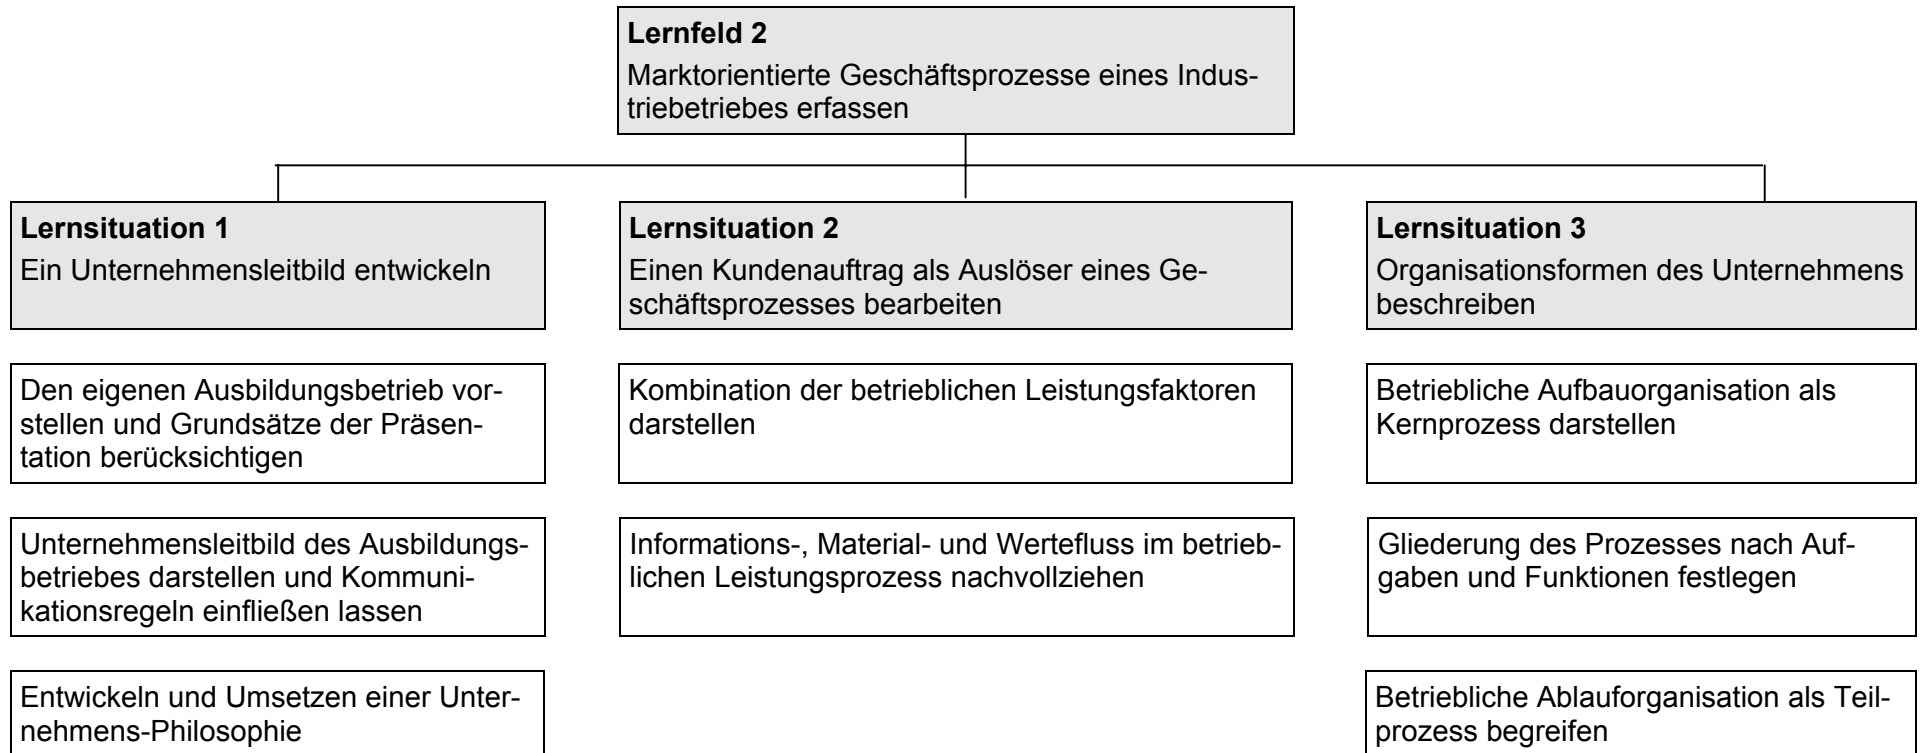 Lernfeld 2
Marktorientierte Geschäftsprozesse eines Indus-
triebetriebes erfassen
Lernsituation 1
Ein Unternehmensleitbild entwickeln
Lernsituation 2
Einen Kundenauftrag als Auslöser eines Ge-
schäftsprozesses bearbeiten
Lernsituation 3
Organisationsformen des Unternehmens
beschreiben
Den eigenen Ausbildungsbetrieb vor-
stellen und Grundsätze der Präsen-
tation berücksichtigen
Kombination der betrieblichen Leistungsfaktoren
darstellen
Betriebliche Aufbauorganisation als
Kernprozess darstellen
Unternehmensleitbild des Ausbildungs-
betriebes darstellen und Kommuni-
kationsregeln einfließen lassen
Informations-, Material- und Wertefluss im betrieb-
lichen Leistungsprozess nachvollziehen
Gliederung des Prozesses nach Auf-
gaben und Funktionen festlegen
Entwickeln und Umsetzen einer Unter-
nehmens-Philosophie
Betriebliche Ablauforganisation als Teil-
prozess begreifen